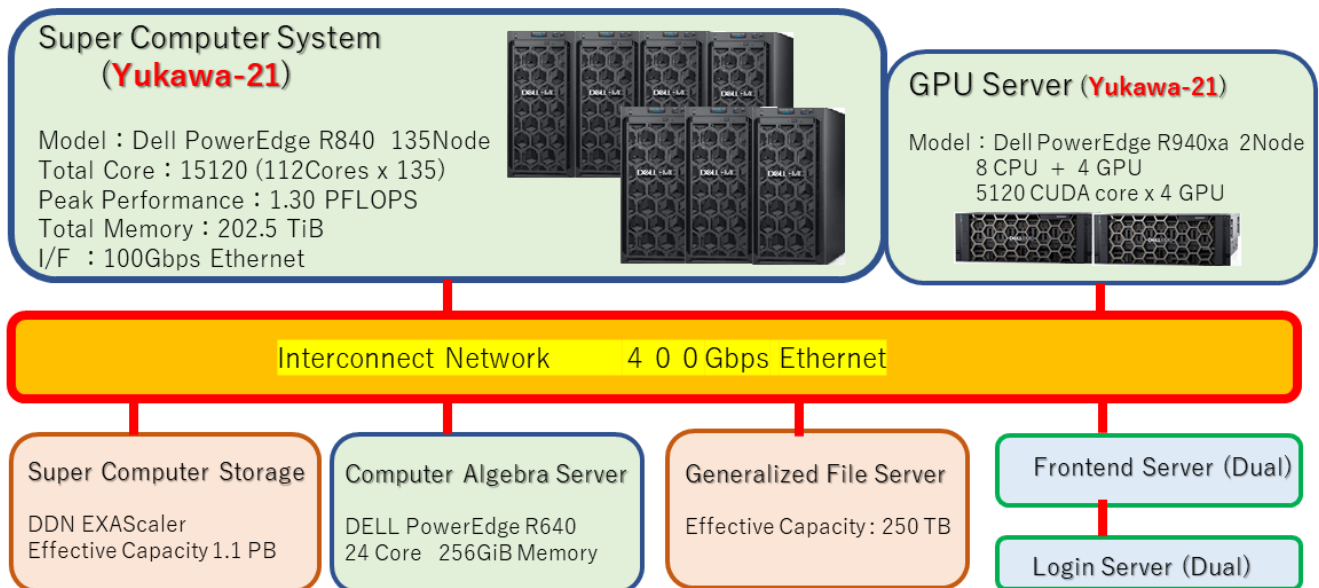 Super Computer System
(Yukawa-21)
Model：Dell PowerEdge R840 135Node
Total Core：15120 (112Cores x 135)
Peak Performance：1.30 PFLOPS
Total Memory：202.5 TiB
I/F ：100Gbps Ethernet
GPU Server (Yukawa-21)
Model：Dell PowerEdge R940xa 2Node
8 CPU + 4 GPU
5120 CUDA core x 4 GPU
Interconnect Network ４００Gbps Ethernet
Super Computer Storage
DDN EXAScaler
Effective Capacity 1.1 PB
Computer Algebra Server
DELL PowerEdge R640
24 Core 256GiB Memory
Generalized File Server
Effective Capacity : 250 TB
Frontend Server (Dual)
Login Server (Dual)